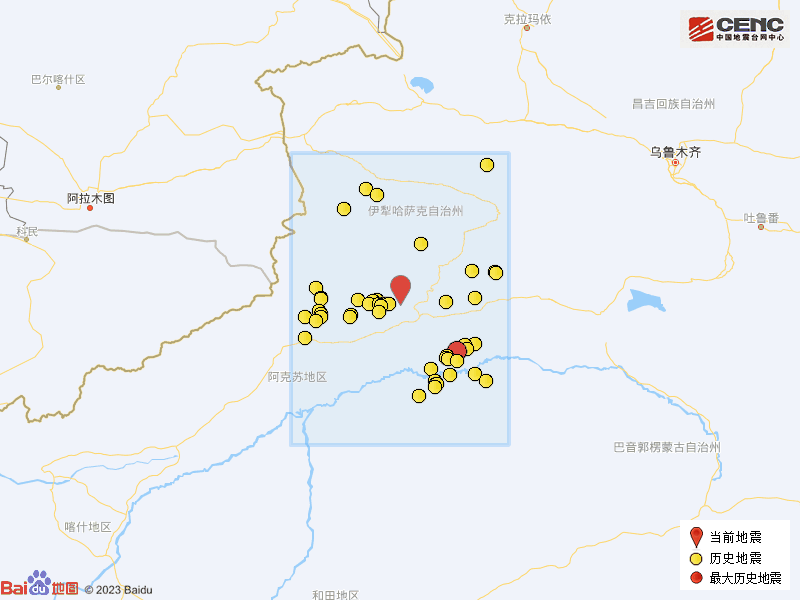 克拉玛依
CENC
中国地震台网中心
巴尔喀什区
昌吉回族自治州
乌鲁木齐
阿拉木图
伊犁哈萨克自治州
吐鲁番
科民
阿克苏地区
巴音郭楞蒙古自治州
喀什地区
当前地震
历史地震
最大历史地震
Baidu地图 © 2023 Baidu
和田地区